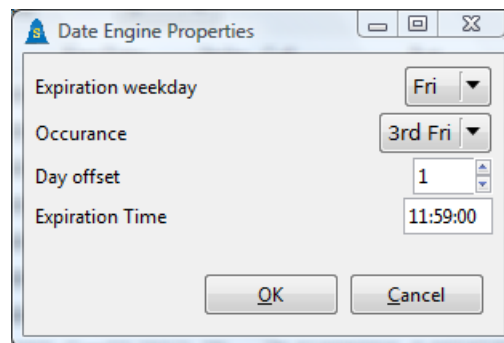 Date Engine Properties
Expiration weekday Fri
Occurance 3rd Fri
Day offset 1
Expiration Time 11:59:00
OK Cancel